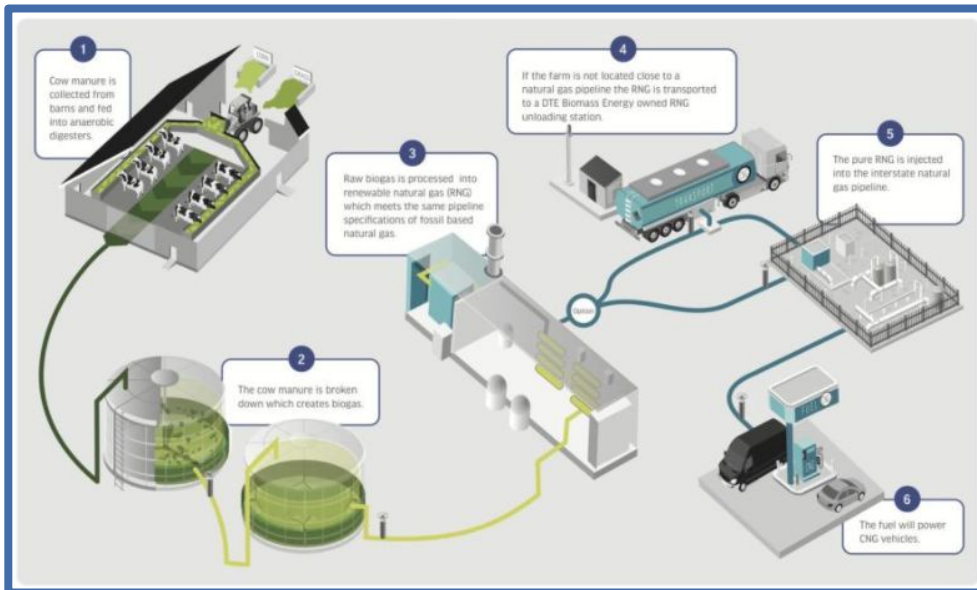 1
Cow manure is
collected from
barns and fed
into anaerobic
digesters.
CORN
2
The cow manure is broken
down which creates biogas.
3
Raw biogas is processed into
renewable natural gas (RNG)
which meets the same pipeline
specifications of fossil based
natural gas.
4
If the farm is not located close to a
natural gas pipeline the RNG is transported
to a DTE Biomass Energy owned RNG
unloading station.
TRANSPORT
Option
5
The pure RNG is injected
into the interstate natural
gas pipeline.
FUEL
6
The fuel will power
CNG vehicles.